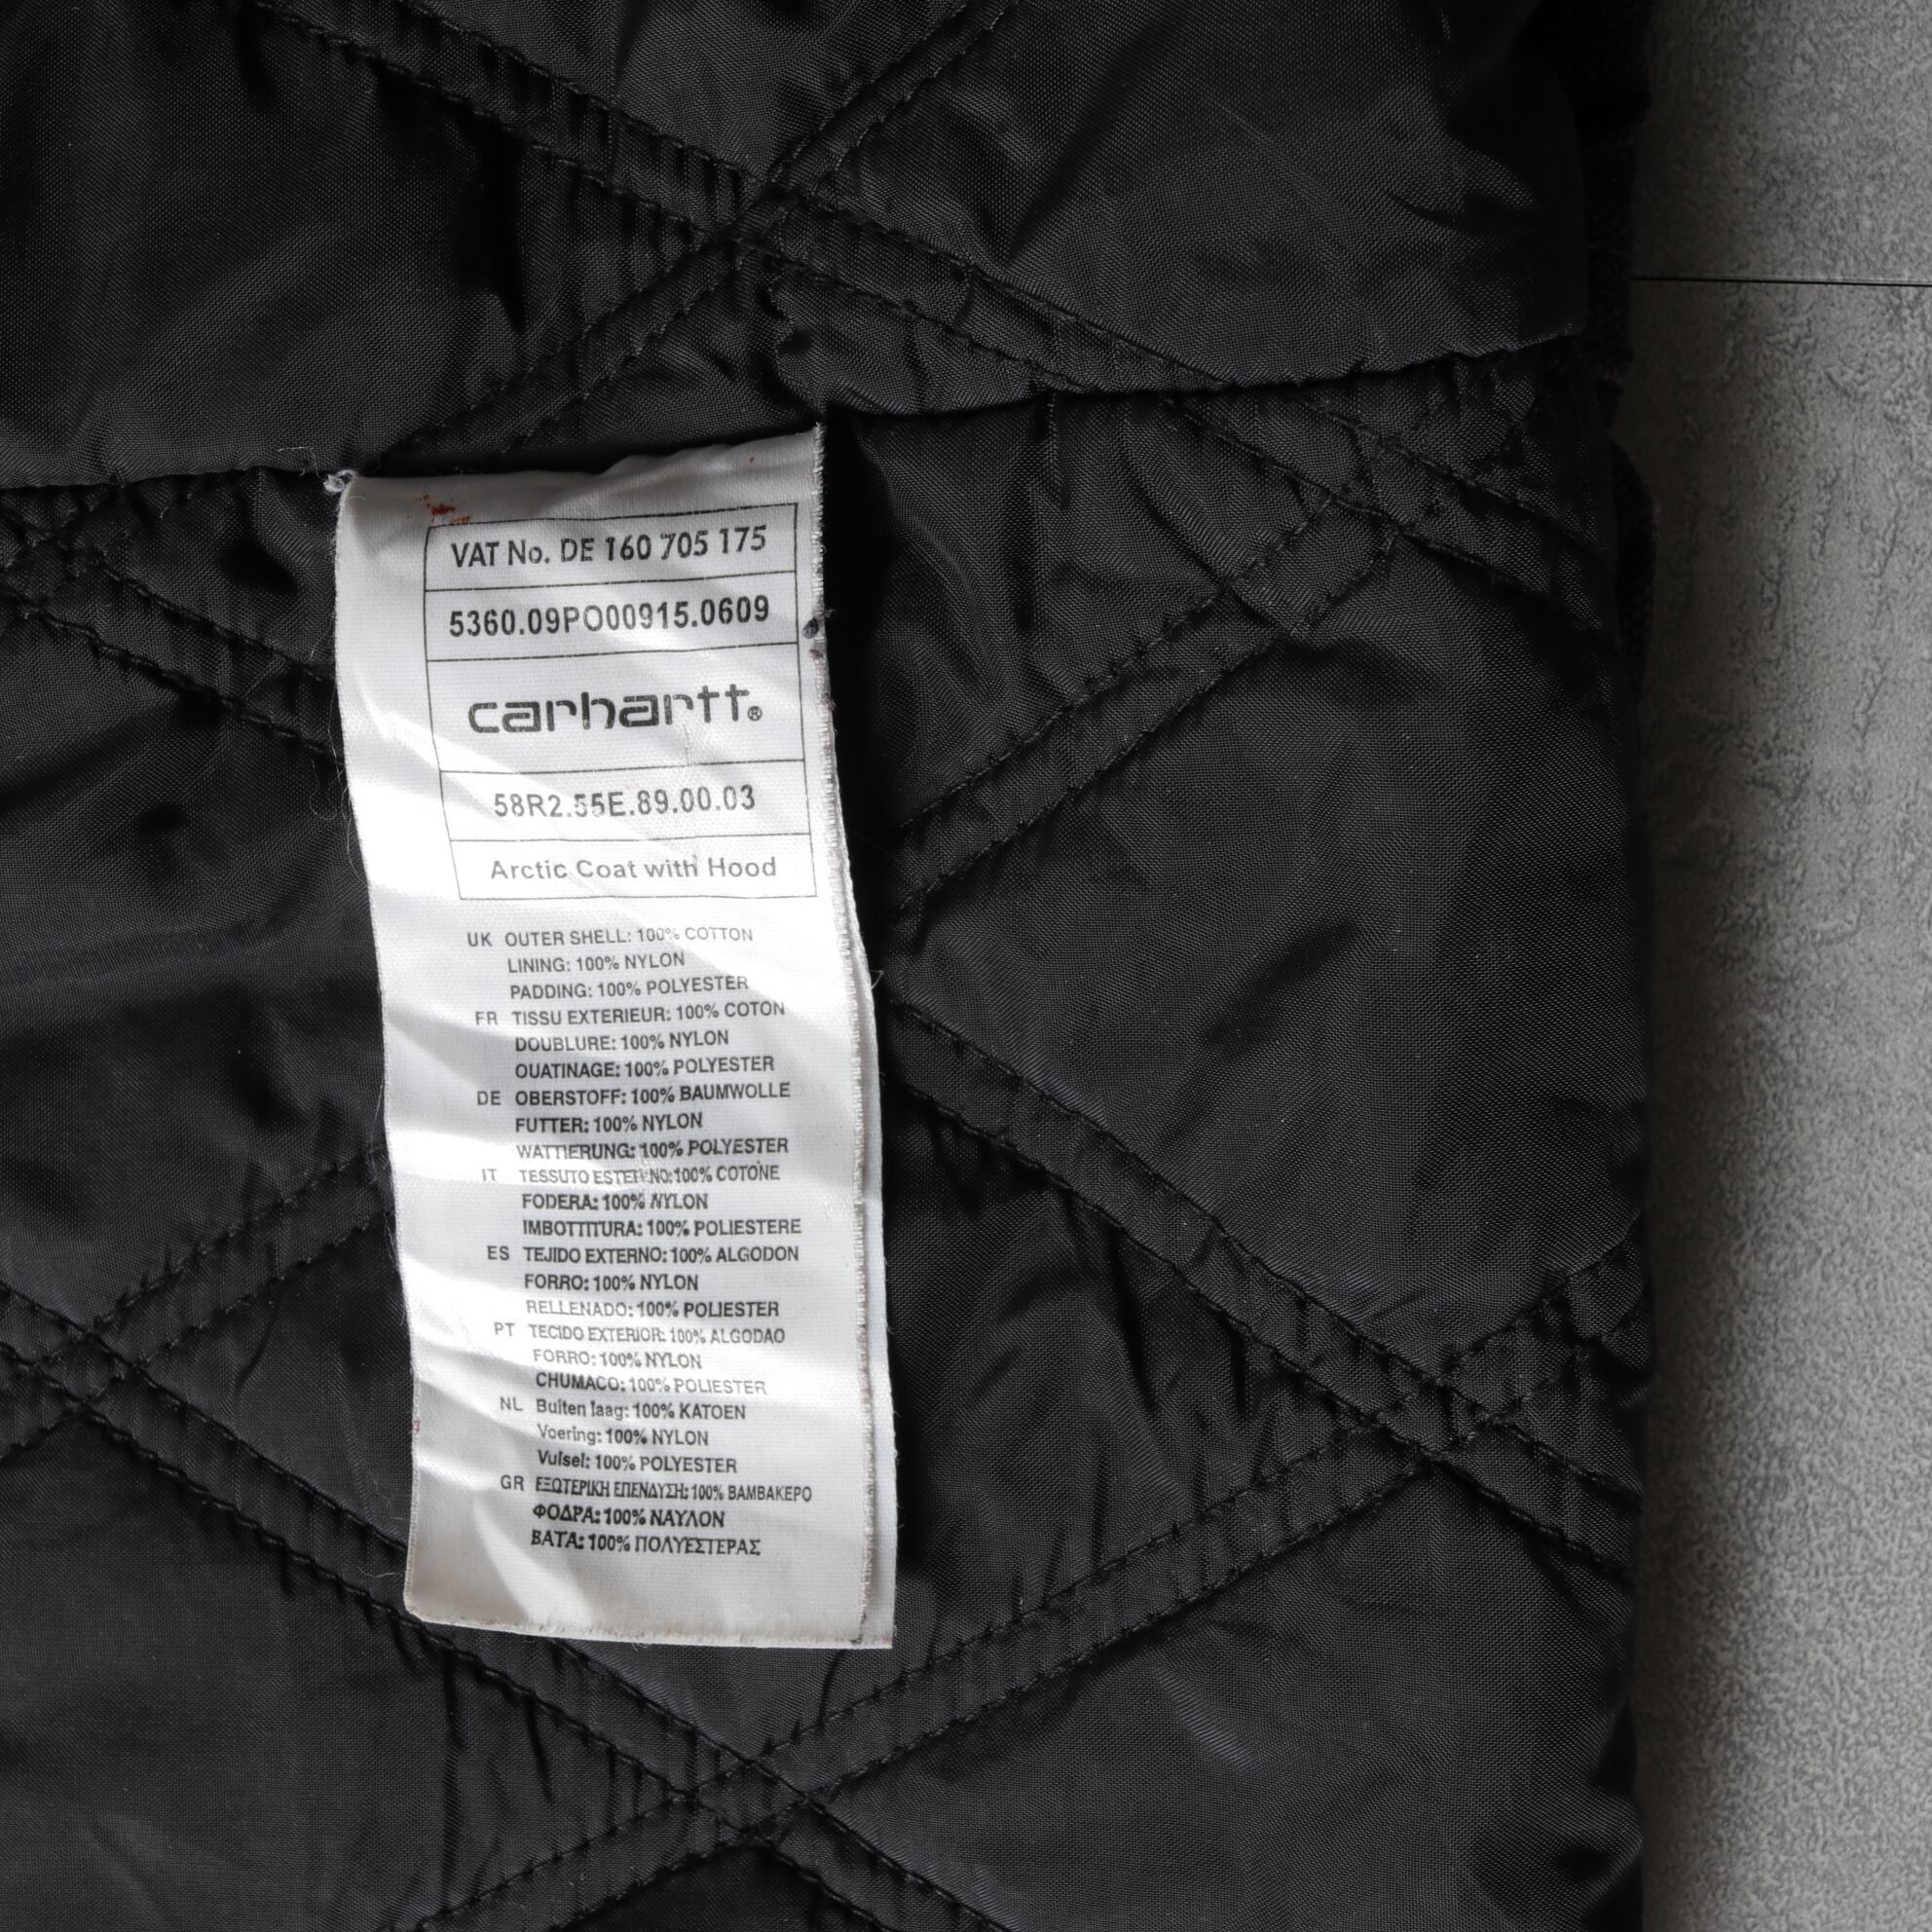 VAT No. DE 160 705 175
5360.09PO00915.0609
carhartt®
58R2.55E.89.00.03
Arctic Coat with Hood
UK OUTER SHELL: 100% COTTON
LINING: 100% NYLON
PADDING: 100% POLYESTER
FR TISSU EXTERIEUR: 100% COTON
DOUBLURE: 100% NYLON
OUATINAGE: 100% POLYESTER
DE OBERSTOFF: 100% BAUMWOLLE
FUTTER: 100% NYLON
WATTIERUNG: 100% POLYESTER
IT TESSUTO ESTERNO: 100% COTONE
FODERA: 100% NYLON
IMBOTTITURA: 100% POLIESTERE
ES TEJIDO EXTERNO: 100% ALGODON
FORRO: 100% NYLON
RELLENADO: 100% POLIESTER
PT TECIDO EXTERIOR: 100% ALGODAO
FORRO: 100% NYLON
CHUMACO: 100% POLIESTER
NL Buiten laag: 100% KATOEN
Voering: 100% NYLON
Vulsel: 100% POLYESTER
GR ΕΞΩΤΕΡΙΚΗ ΕΠΕΝΔΥΣΗ: 100% ΒΑΜΒΑΚΕΡΟ
ΦΟΔΡΑ: 100% ΝΑΥΛΟΝ
ΒΑΤΑ: 100% ΠΟΛΥΕΣΤΕΡΑΣ